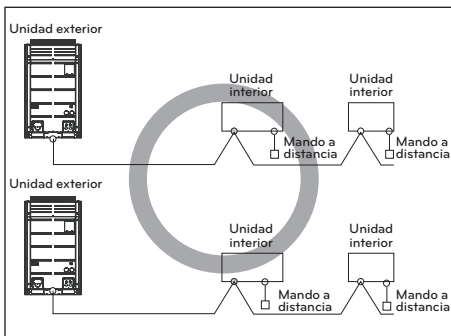 Unidad exterior
Unidad
interior
Unidad
interior
Mando a
distancia
Mando a
distancia
Unidad exterior
Unidad
interior
Unidad
interior
Mando a
distancia
Mando a
distancia